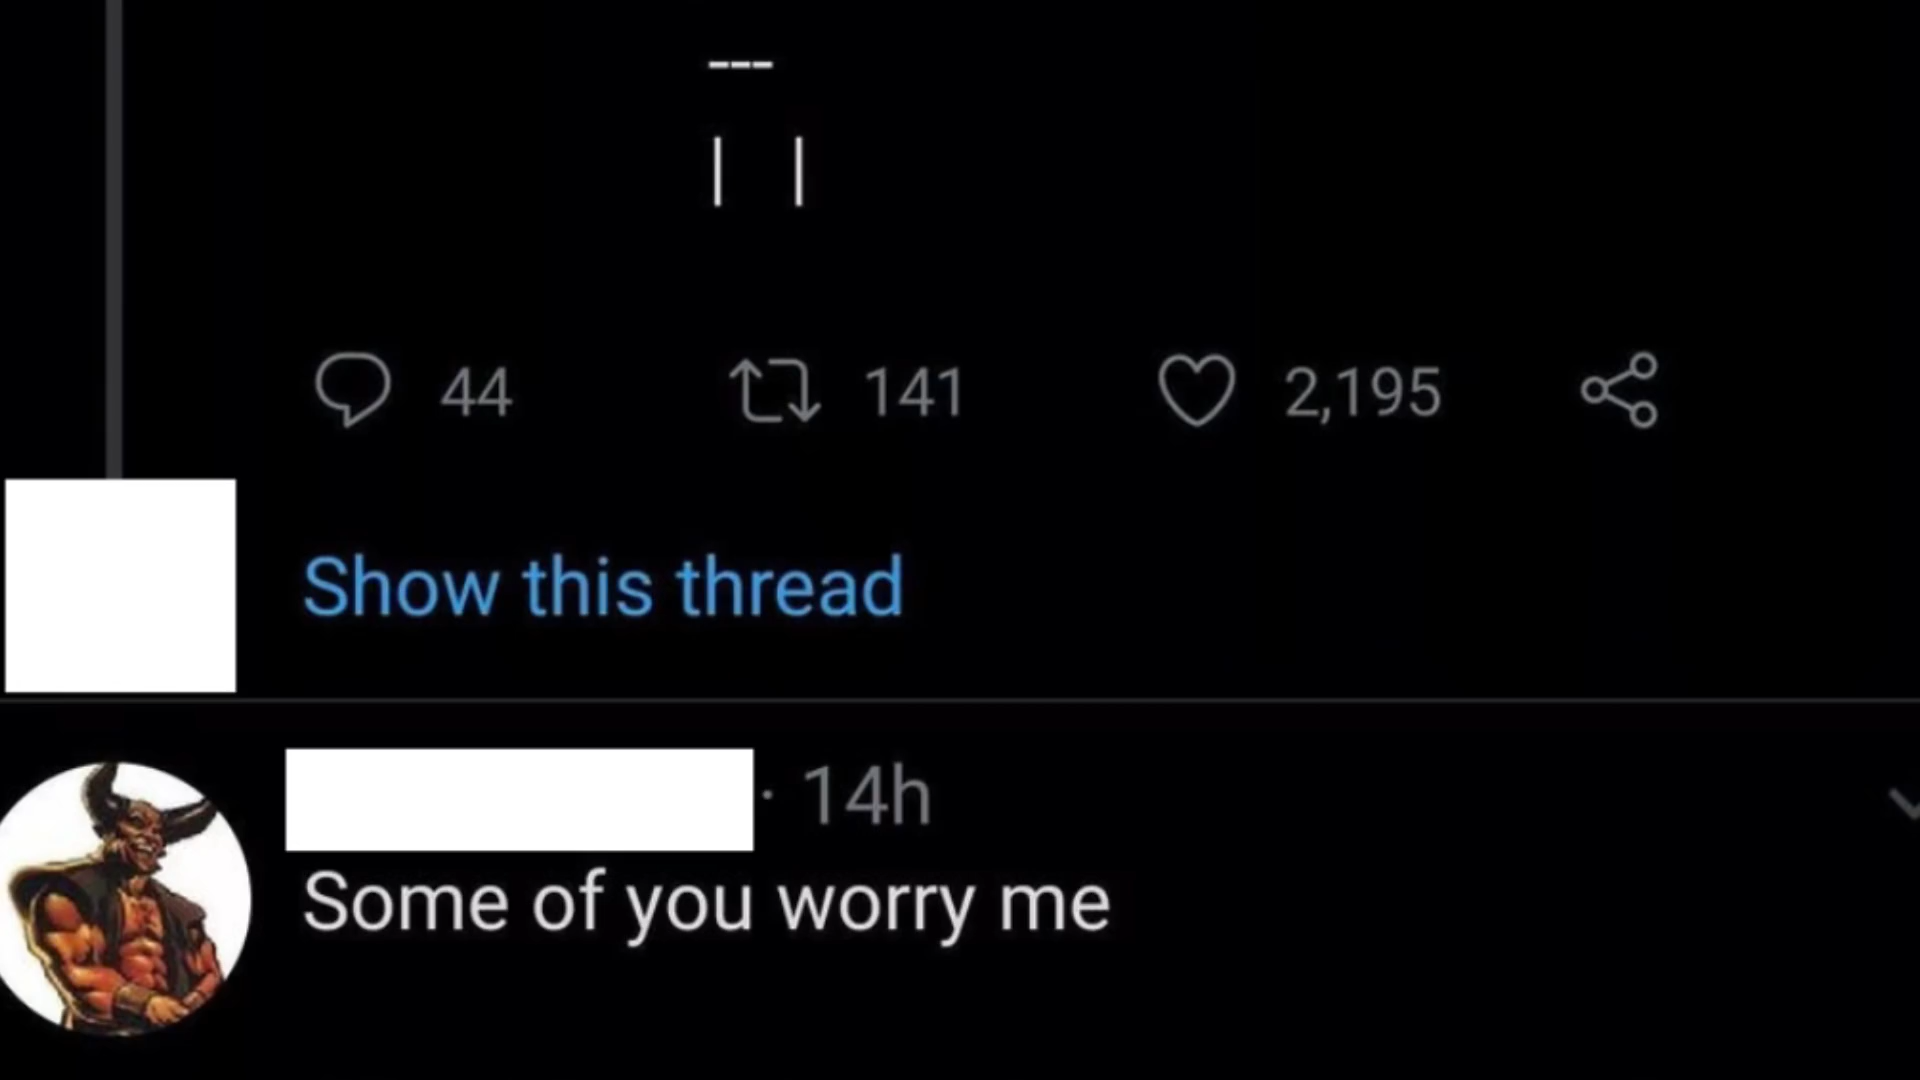 ---
|   |
44 141 2,195
Show this thread
· 14h
Some of you worry me